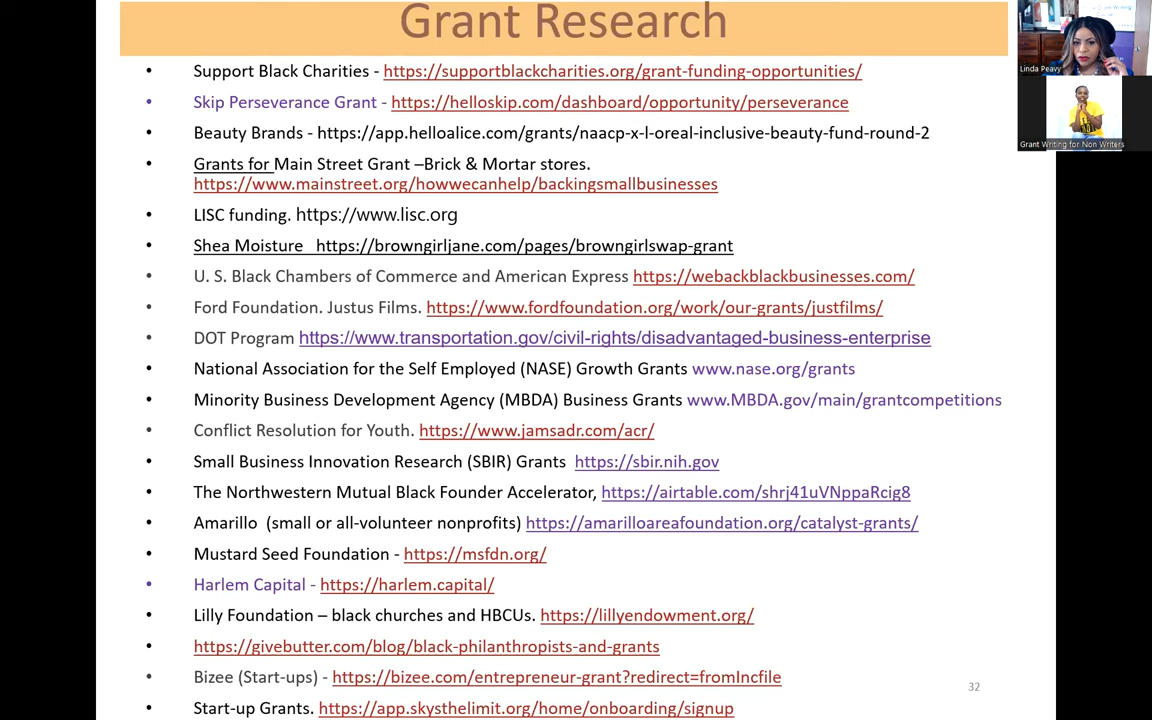 Grant Research
Linda Peavy
Grant Writing for Non Writers
• Support Black Charities - https://supportblackcharities.org/grant-funding-opportunities/
• Skip Perseverance Grant - https://helloskip.com/dashboard/opportunity/perseverance
• Beauty Brands - https://app.helloalice.com/grants/naacp-x-l-oreal-inclusive-beauty-fund-round-2
• Grants for Main Street Grant –Brick & Mortar stores.
https://www.mainstreet.org/howwecanhelp/backingsmallbusinesses
• LISC funding. https://www.lisc.org
• Shea Moisture https://browngirljane.com/pages/browngirlswap-grant
• U. S. Black Chambers of Commerce and American Express https://webackblackbusinesses.com/
• Ford Foundation. Justus Films. https://www.fordfoundation.org/work/our-grants/justfilms/
• DOT Program https://www.transportation.gov/civil-rights/disadvantaged-business-enterprise
• National Association for the Self Employed (NASE) Growth Grants www.nase.org/grants
• Minority Business Development Agency (MBDA) Business Grants www.MBDA.gov/main/grantcompetitions
• Conflict Resolution for Youth. https://www.jamsadr.com/acr/
• Small Business Innovation Research (SBIR) Grants https://sbir.nih.gov
• The Northwestern Mutual Black Founder Accelerator, https://airtable.com/shrj41uVNppaRcig8
• Amarillo (small or all-volunteer nonprofits) https://amarilloareafoundation.org/catalyst-grants/
• Mustard Seed Foundation - https://msfdn.org/
• Harlem Capital - https://harlem.capital/
• Lilly Foundation – black churches and HBCUs. https://lillyendowment.org/
• https://givebutter.com/blog/black-philanthropists-and-grants
• Bizee (Start-ups) - https://bizee.com/entrepreneur-grant?redirect=fromIncfile
32
• Start-up Grants. https://app.skysthelimit.org/home/onboarding/signup